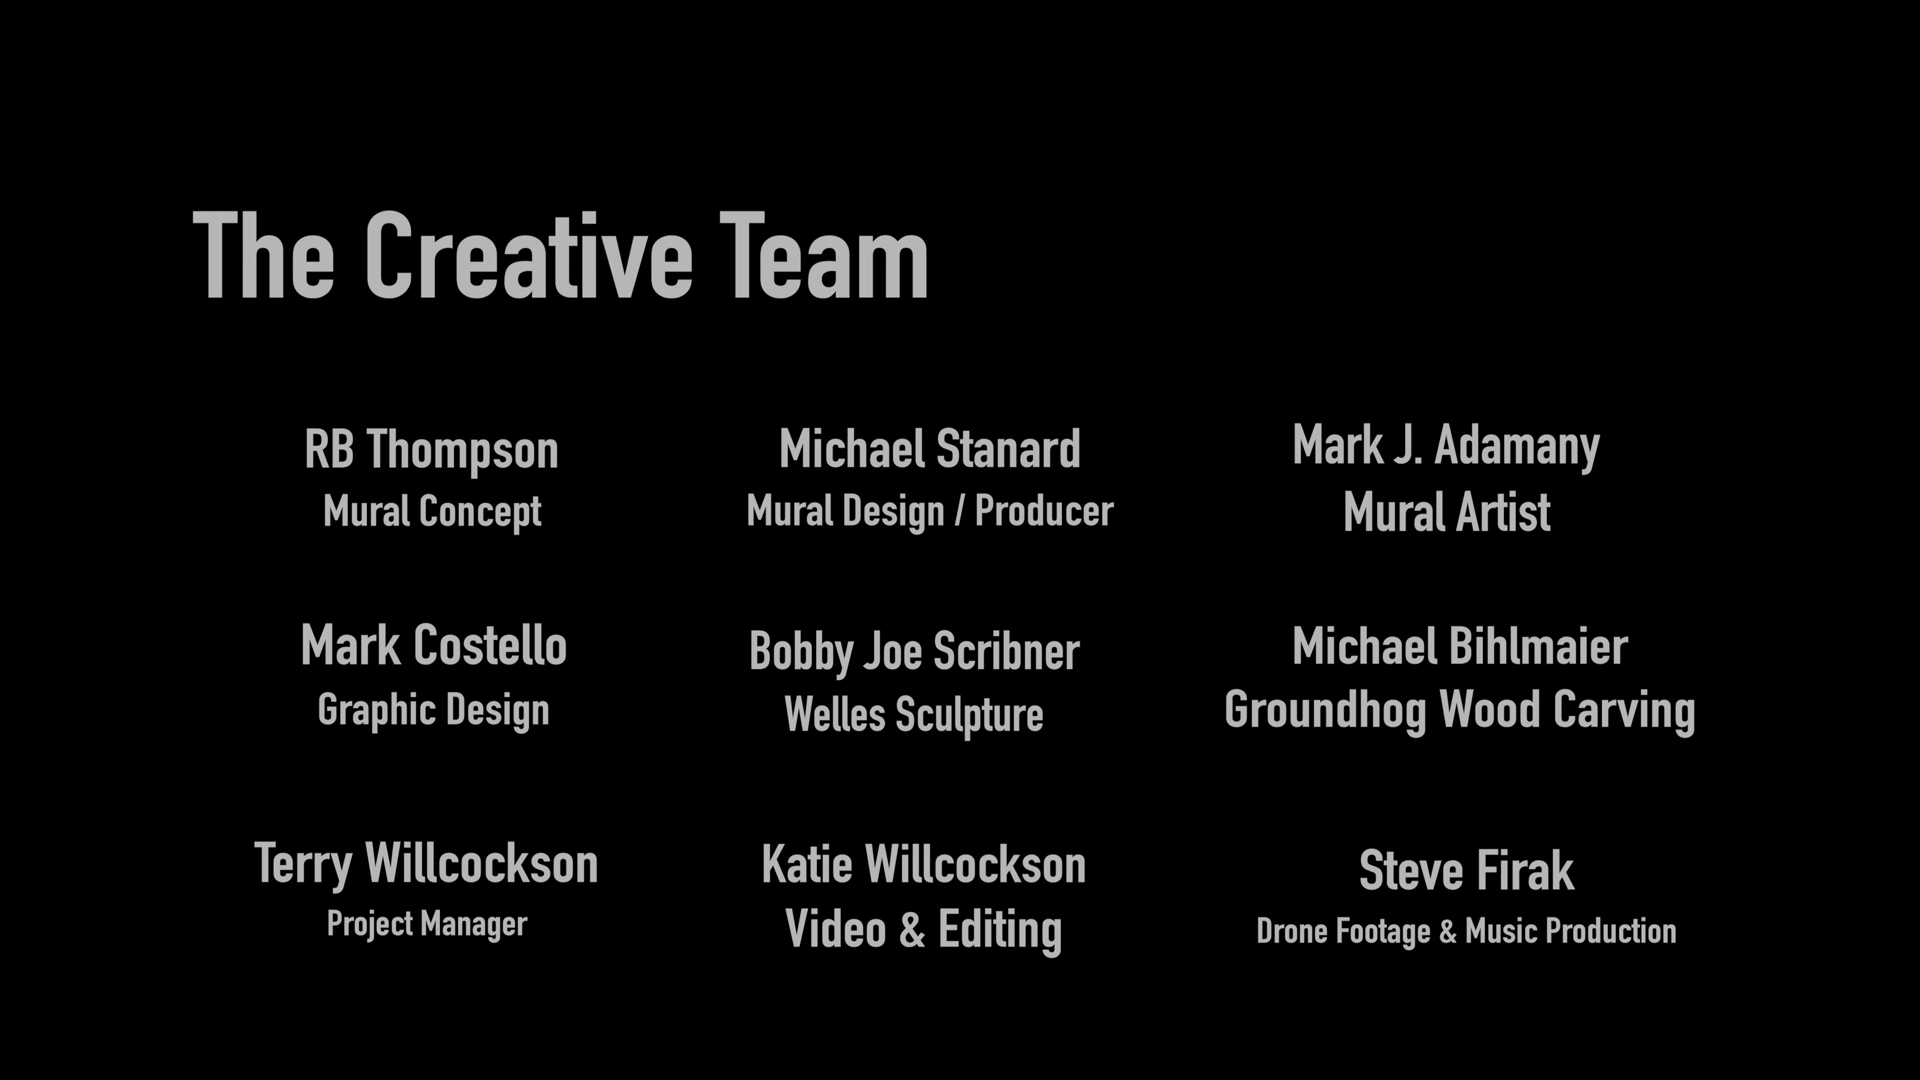 The Creative Team
RB Thompson
Mural Concept
Michael Stanard
Mural Design / Producer
Mark J. Adamany
Mural Artist
Mark Costello
Graphic Design
Bobby Joe Scribner
Welles Sculpture
Michael Bihlmaier
Groundhog Wood Carving
Terry Willcockson
Project Manager
Katie Willcockson
Video & Editing
Steve Firak
Drone Footage & Music Production